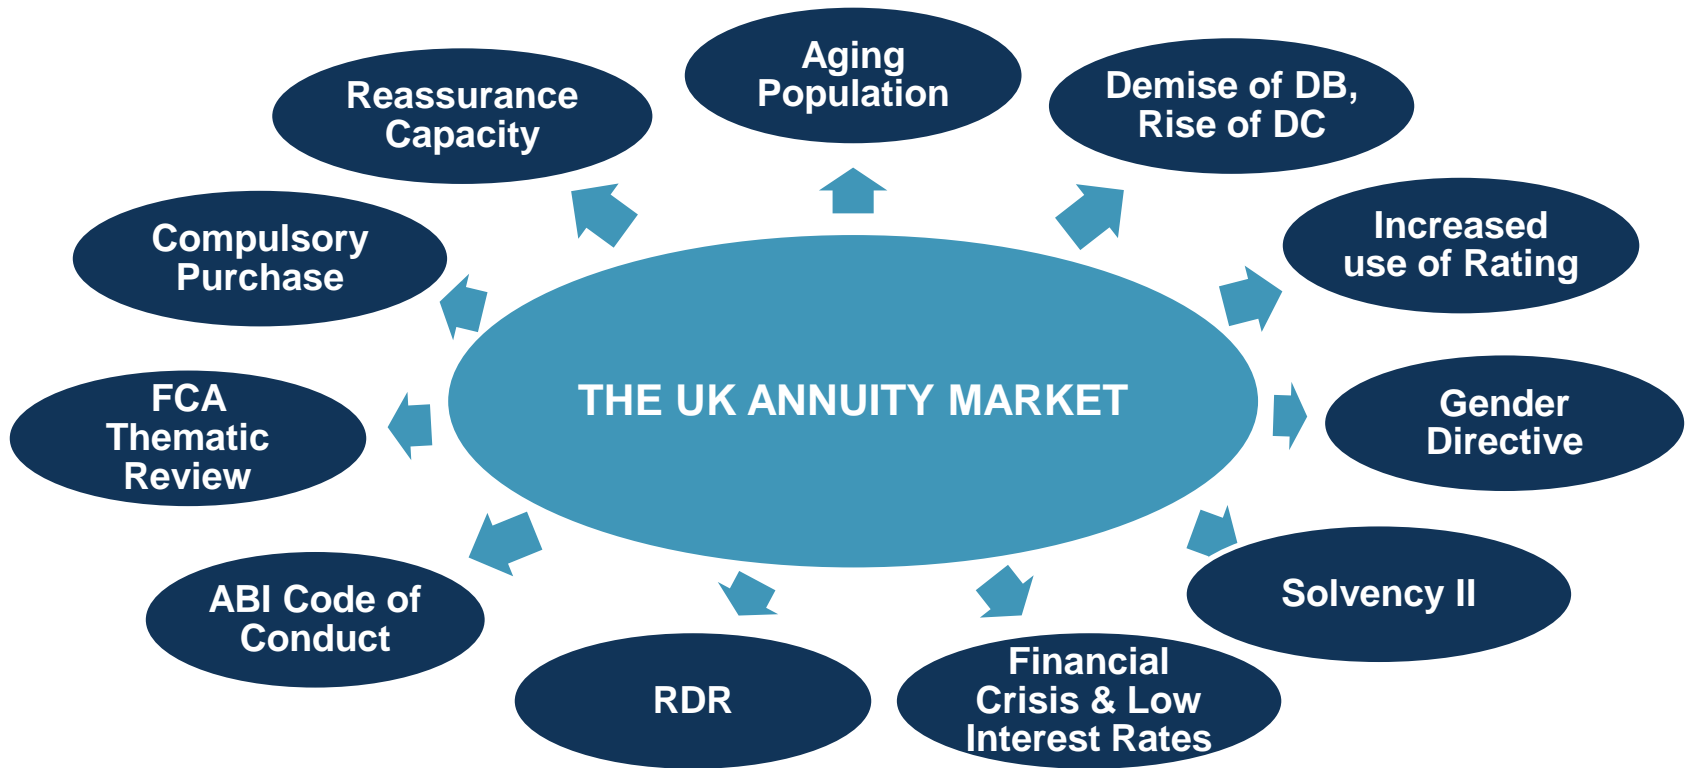 Aging
Population
Demise of DB,
Rise of DC
Increased
use of Rating
Gender
Directive
Solvency II
Financial
Crisis & Low
Interest Rates
RDR
ABI Code of
Conduct
FCA
Thematic
Review
Compulsory
Purchase
Reassurance
Capacity
THE UK ANNUITY MARKET